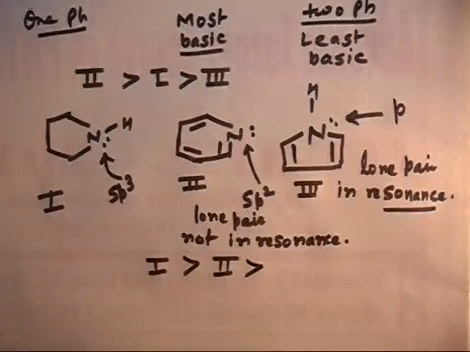 One Ph
Most
basic
two Ph
Least
basic
II > I > III
H
N
H
N
N
P
I
Sp3
II
Sp2
III
lone pair
in resonance.
lone pair
not in resonance.
I > II >